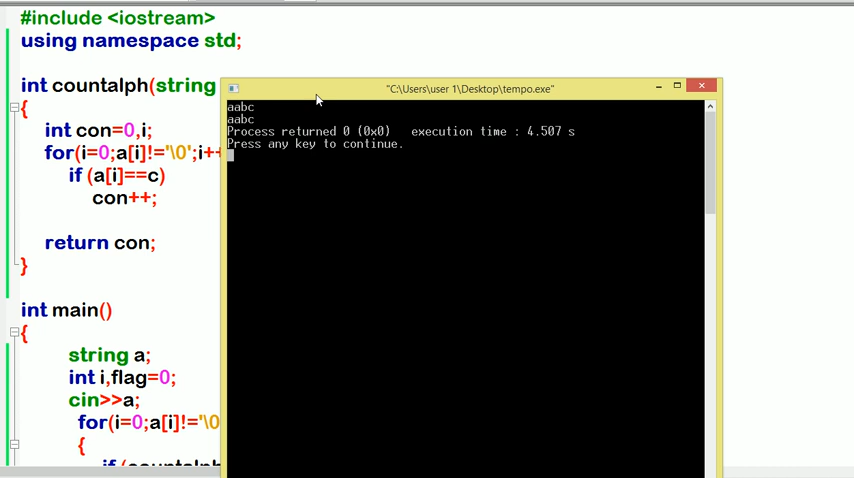 #include <iostream>
using namespace std;
int countalph(string
{
int con=0,i;
for(i=0;a[i]!='\0';i++
if (a[i]==c)
con++;
return con;
}
int main()
{
string a;
int i,flag=0;
cin>>a;
for(i=0;a[i]!='\0
{
if (countalph
"C:\Users\user 1\Desktop\tempo.exe"
aabc
aabc
Process returned 0 (0x0) execution time : 4.507 s
Press any key to continue.